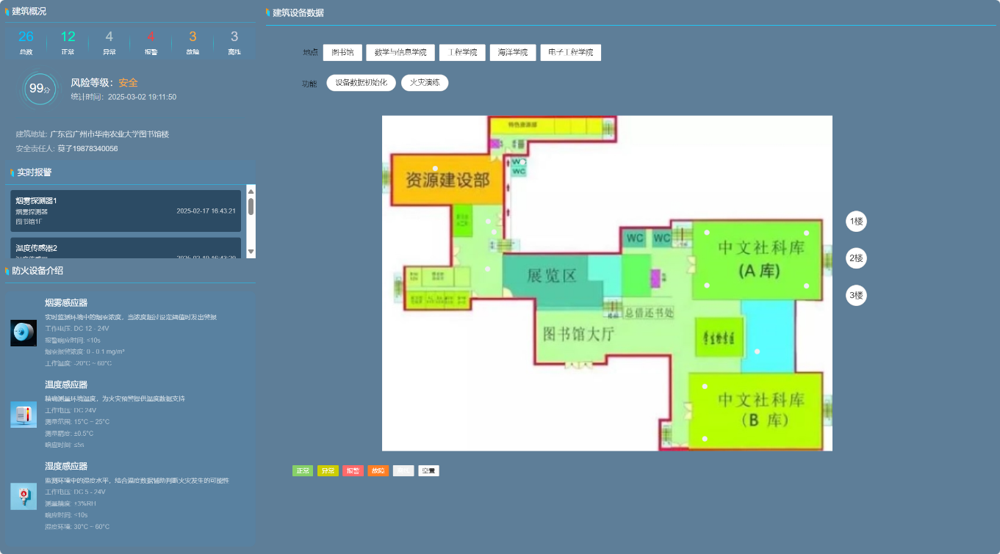 建筑概况
26 12 4 4 3 3
总数 正常 异常 报警 故障 离线
99分
风险等级：安全
统计时间：2025-03-02 19:11:50
建筑地址: 广东省广州市华南农业大学图书馆楼
安全责任人: 莫了19878340056
实时报警
烟雾探测器1
烟雾探测器
2025-02-17 16:43:21
图书馆1F
温度传感器2
防火设备介绍
烟雾感应器
实时监测环境中的烟雾浓度，当浓度超过设定阈值时发出警报
工作电压: DC 12 - 24V
报警响应时间: <10s
烟雾报警浓度: 0 - 0.1 mg/m³
工作温度: -20°C ~ 60°C
温度感应器
精确测量环境温度，为火灾预警提供温度数据支持
工作电压: DC 24V
测量范围: 15°C ~ 25°C
测量精度: ±0.5°C
响应时间: ≤5s
湿度感应器
监测环境中的湿度水平，结合温度数据辅助判断火灾发生的可能性
工作电压: DC 5 - 24V
测量精度: ±3%RH
响应时间: <10s
湿度环境: 30°C ~ 60°C
建筑设备数据
地点 图书馆 数学与信息学院 工程学院 海洋学院 电子工程学院
功能 设备数据初始化 火灾演练
特色资源部
WC
WC
资源建设部
WC WC
中文社科库
(A 库)
展览区
总借还书处
图书馆大厅
学生检索区
中文社科库
(B 库)
1楼
2楼
3楼
正常 异常 报警 故障 空置